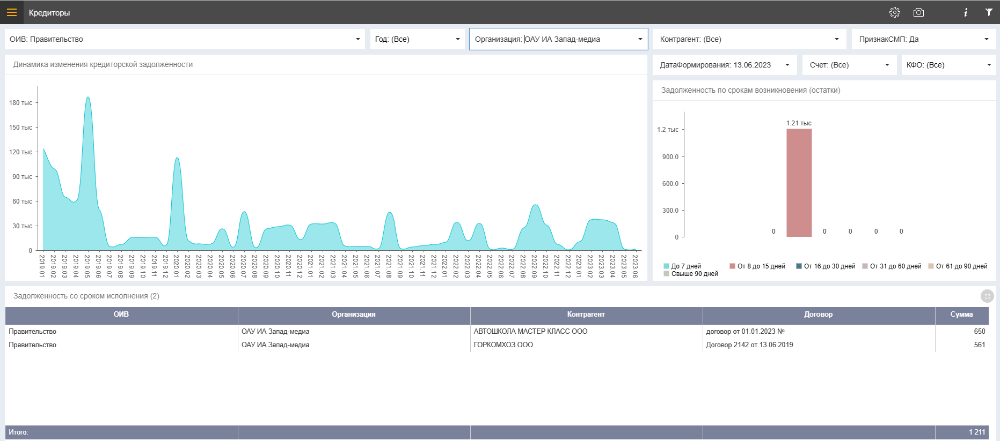 Кредиторы
ОИВ: Правительство
Год: (Все)
Организация: ОАУ ИА Запад-медиа
Контрагент: (Все)
ПризнакСМП: Да
ДатаФормирования: 13.06.2023
Счет: (Все)
КФО: (Все)
Динамика изменения кредиторской задолженности
180 тыс
150 тыс
120 тыс
90 тыс
60 тыс
30 тыс
0
2019.01
2019.02
2019.03
2019.04
2019.05
2019.06
2019.07
2019.08
2019.09
2019.10
2019.11
2019.12
2020.01
2020.02
2020.03
2020.04
2020.05
2020.06
2020.07
2020.08
2020.09
2020.10
2020.11
2020.12
2021.01
2021.02
2021.03
2021.04
2021.05
2021.06
2021.07
2021.08
2021.09
2021.10
2021.11
2021.12
2022.01
2022.02
2022.03
2022.04
2022.05
2022.06
2022.07
2022.08
2022.09
2022.10
2022.11
2022.12
2023.01
2023.02
2023.03
2023.04
2023.05
2023.06
Задолженность по срокам возникновения (остатки)
1.21 тыс
1.2 тыс
900.0
600.0
300.0
0
0
0
0
0
0
До 7 дней
От 8 до 15 дней
От 16 до 30 дней
От 31 до 60 дней
От 61 до 90 дней
Свыше 90 дней
Задолженность со сроком исполнения (2)
ОИВ Организация Контрагент Договор Сумма
Правительство ОАУ ИА Запад-медиа АВТОШКОЛА МАСТЕР КЛАСС ООО договор от 01.01.2023 № 650
Правительство ОАУ ИА Запад-медиа ГОРКОМХОЗ ООО Договор 2142 от 13.06.2019 561
Итого: 1 211